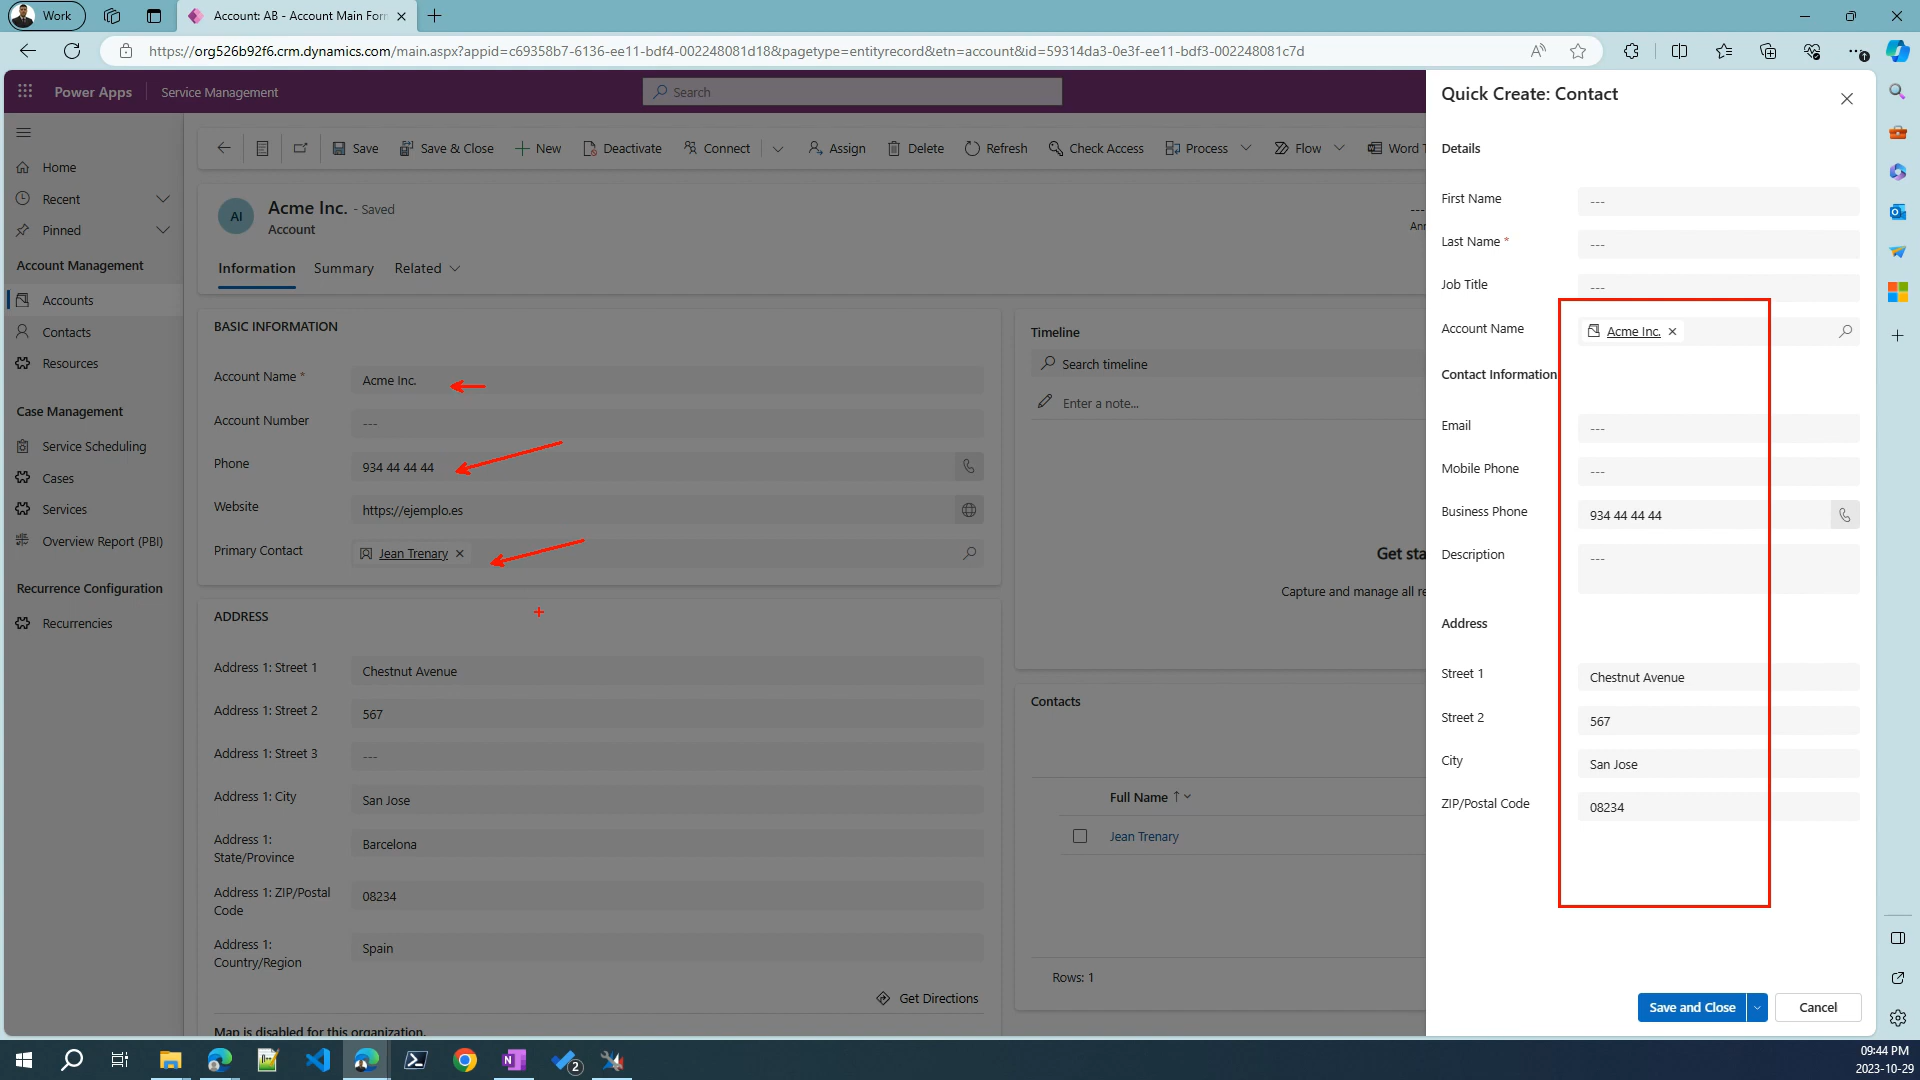 Work
Account: AB - Account Main For
https://org526b92f6.crm.dynamics.com/main.aspx?appid=c69358b7-6136-ee11-bdf4-002248081d18&pagetype=entityrecord&etn=account&id=59314da3-0e3f-ee11-bdf3-002248081c7d
Power Apps
Service Management
Search
Home
Recent
Pinned
Account Management
Accounts
Contacts
Resources
Case Management
Service Scheduling
Cases
Services
Overview Report (PBI)
Recurrence Configuration
Recurrencies
Save
Save & Close
New
Deactivate
Connect
Assign
Delete
Refresh
Check Access
Process
Flow
Word T
AI
Acme Inc. - Saved
Account
---
Ann
Information
Summary
Related
BASIC INFORMATION
Account Name *
Acme Inc.
Account Number
---
Phone
934 44 44 44
Website
https://ejemplo.es
Primary Contact
Jean Trenary
ADDRESS
Address 1: Street 1
Chestnut Avenue
Address 1: Street 2
567
Address 1: Street 3
---
Address 1: City
San Jose
Address 1:
State/Province
Barcelona
Address 1: ZIP/Postal
Code
08234
Address 1:
Country/Region
Spain
Get Directions
Map is disabled for this organization.
Timeline
Search timeline
Enter a note...
Get sta
Capture and manage all re
Contacts
Full Name
Jean Trenary
Rows: 1
Quick Create: Contact
Details
First Name
---
Last Name *
---
Job Title
---
Account Name
Acme Inc.
Contact Information
Email
---
Mobile Phone
---
Business Phone
934 44 44 44
Description
---
Address
Street 1
Chestnut Avenue
Street 2
567
City
San Jose
ZIP/Postal Code
08234
Save and Close
Cancel
2
09:44 PM
2023-10-29